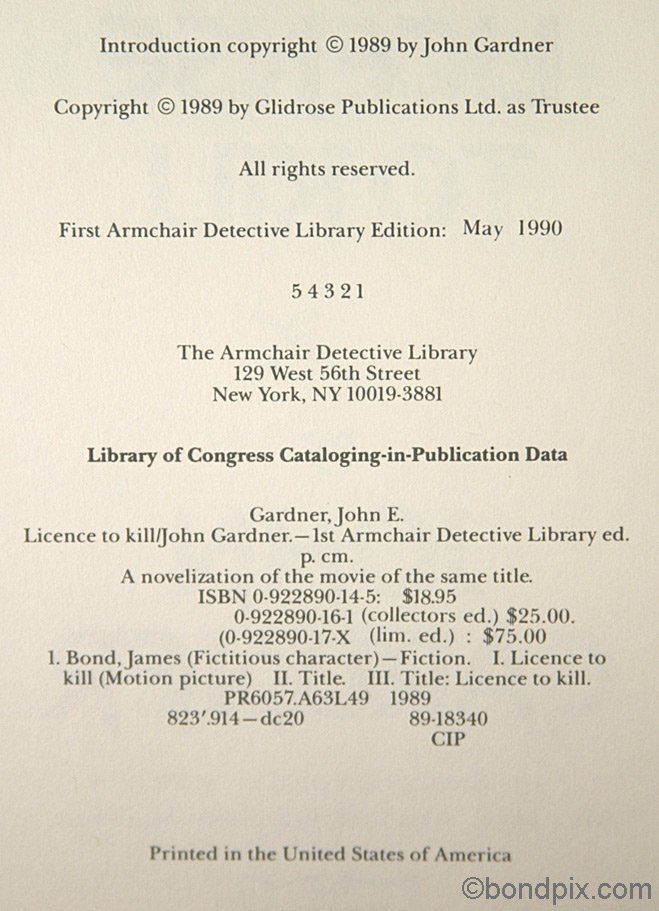 Introduction copyright © 1989 by John Gardner
Copyright © 1989 by Glidrose Publications Ltd. as Trustee
All rights reserved.
First Armchair Detective Library Edition: May 1990
5 4 3 2 1
The Armchair Detective Library
129 West 56th Street
New York, NY 10019-3881
Library of Congress Cataloging-in-Publication Data
Gardner, John E.
Licence to kill/John Gardner.—1st Armchair Detective Library ed.
p. cm.
A novelization of the movie of the same title.
ISBN 0-922890-14-5: $18.95
0-922890-16-1 (collectors ed.) $25.00.
(0-922890-17-X (lim. ed.) : $75.00
1. Bond, James (Fictitious character)—Fiction. I. Licence to
kill (Motion picture) II. Title. III. Title: Licence to kill.
PR6057.A63L49 1989
823'.914—dc20 89-18340
CIP
Printed in the United States of America
©bondpix.com